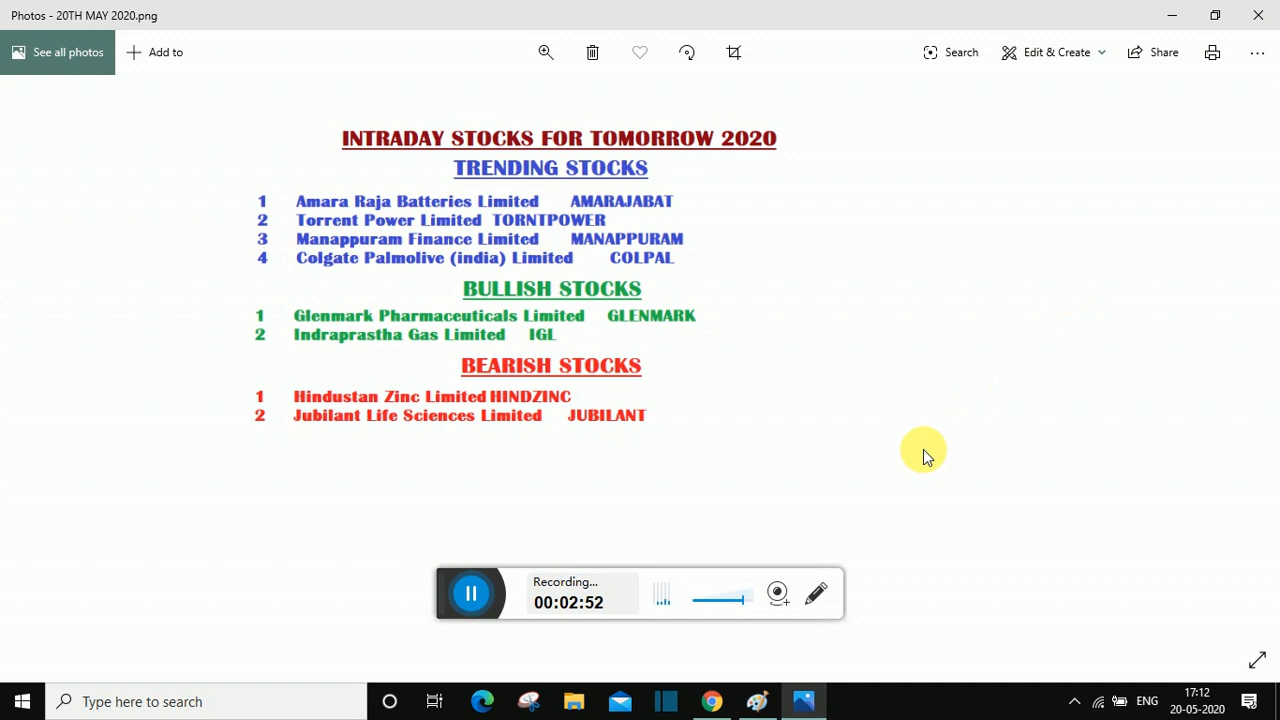 Photos - 20TH MAY 2020.png
See all photos
Add to
Search
Edit & Create
Share
INTRADAY STOCKS FOR TOMORROW 2020
TRENDING STOCKS
1 Amara Raja Batteries Limited AMARAJABAT
2 Torrent Power Limited TORNTPOWER
3 Manappuram Finance Limited MANAPPURAM
4 Colgate Palmolive (india) Limited COLPAL
BULLISH STOCKS
1 Glenmark Pharmaceuticals Limited GLENMARK
2 Indraprastha Gas Limited IGL
BEARISH STOCKS
1 Hindustan Zinc Limited HINDZINC
2 Jubilant Life Sciences Limited JUBILANT
Recording...
00:02:52
Type here to search
ENG
17:12
20-05-2020